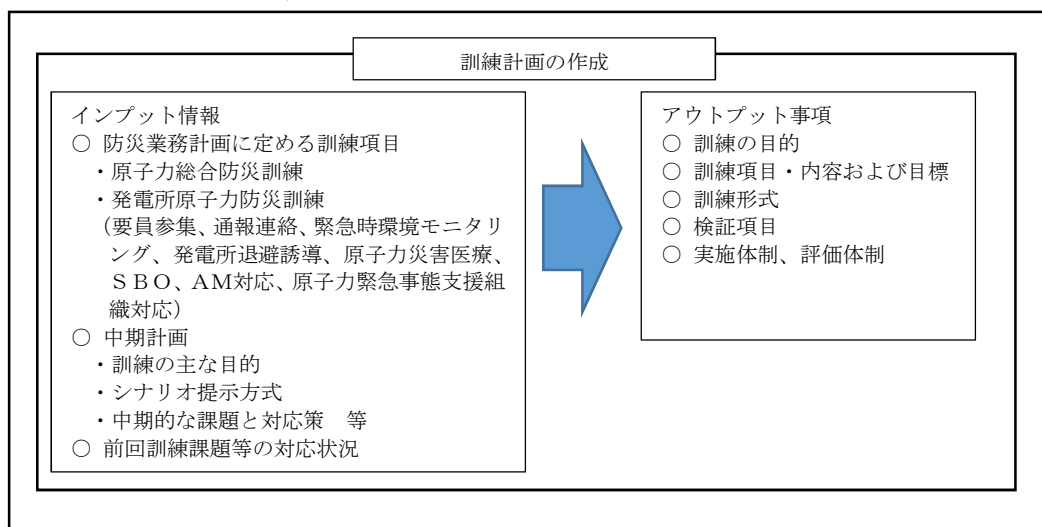 訓練計画の作成
インプット情報
○ 防災業務計画に定める訓練項目
・原子力総合防災訓練
・発電所原子力防災訓練
(要員参集、通報連絡、緊急時環境モニタリ
ング、発電所退避誘導、原子力災害医療、
SBO、AM対応、原子力緊急事態支援組
織対応)
○ 中期計画
・訓練の主な目的
・シナリオ提示方式
・中期的な課題と対応策 等
○ 前回訓練課題等の対応状況
アウトプット事項
○ 訓練の目的
○ 訓練項目・内容および目標
○ 訓練形式
○ 検証項目
○ 実施体制、評価体制